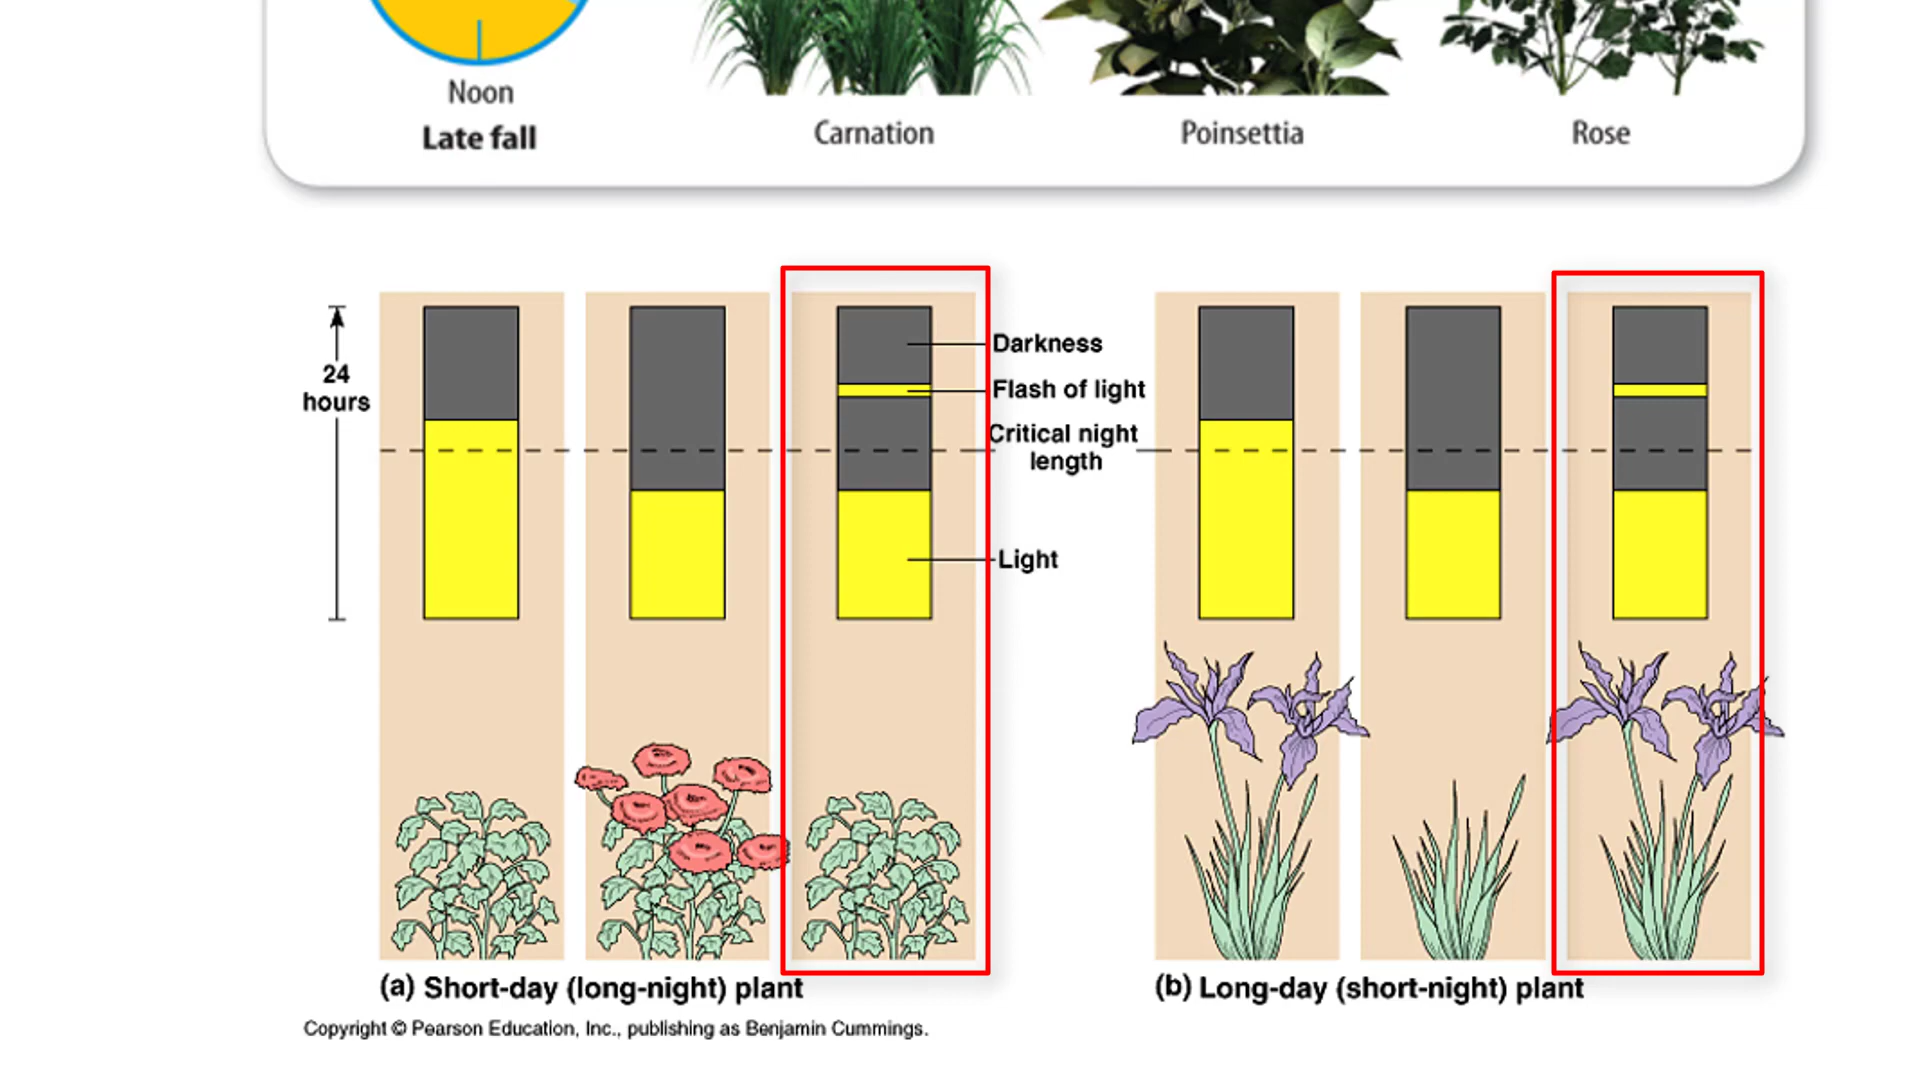 Noon
Late fall
Carnation
Poinsettia
Rose
24
hours
Darkness
Flash of light
Critical night
length
Light
(a) Short-day (long-night) plant
(b) Long-day (short-night) plant
Copyright © Pearson Education, Inc., publishing as Benjamin Cummings.